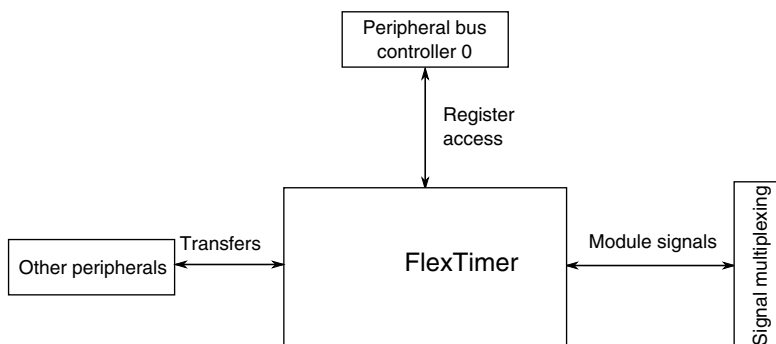 Peripheral bus
controller 0
Register
access
Transfers
Other peripherals
FlexTimer
Module signals
Signal multiplexing